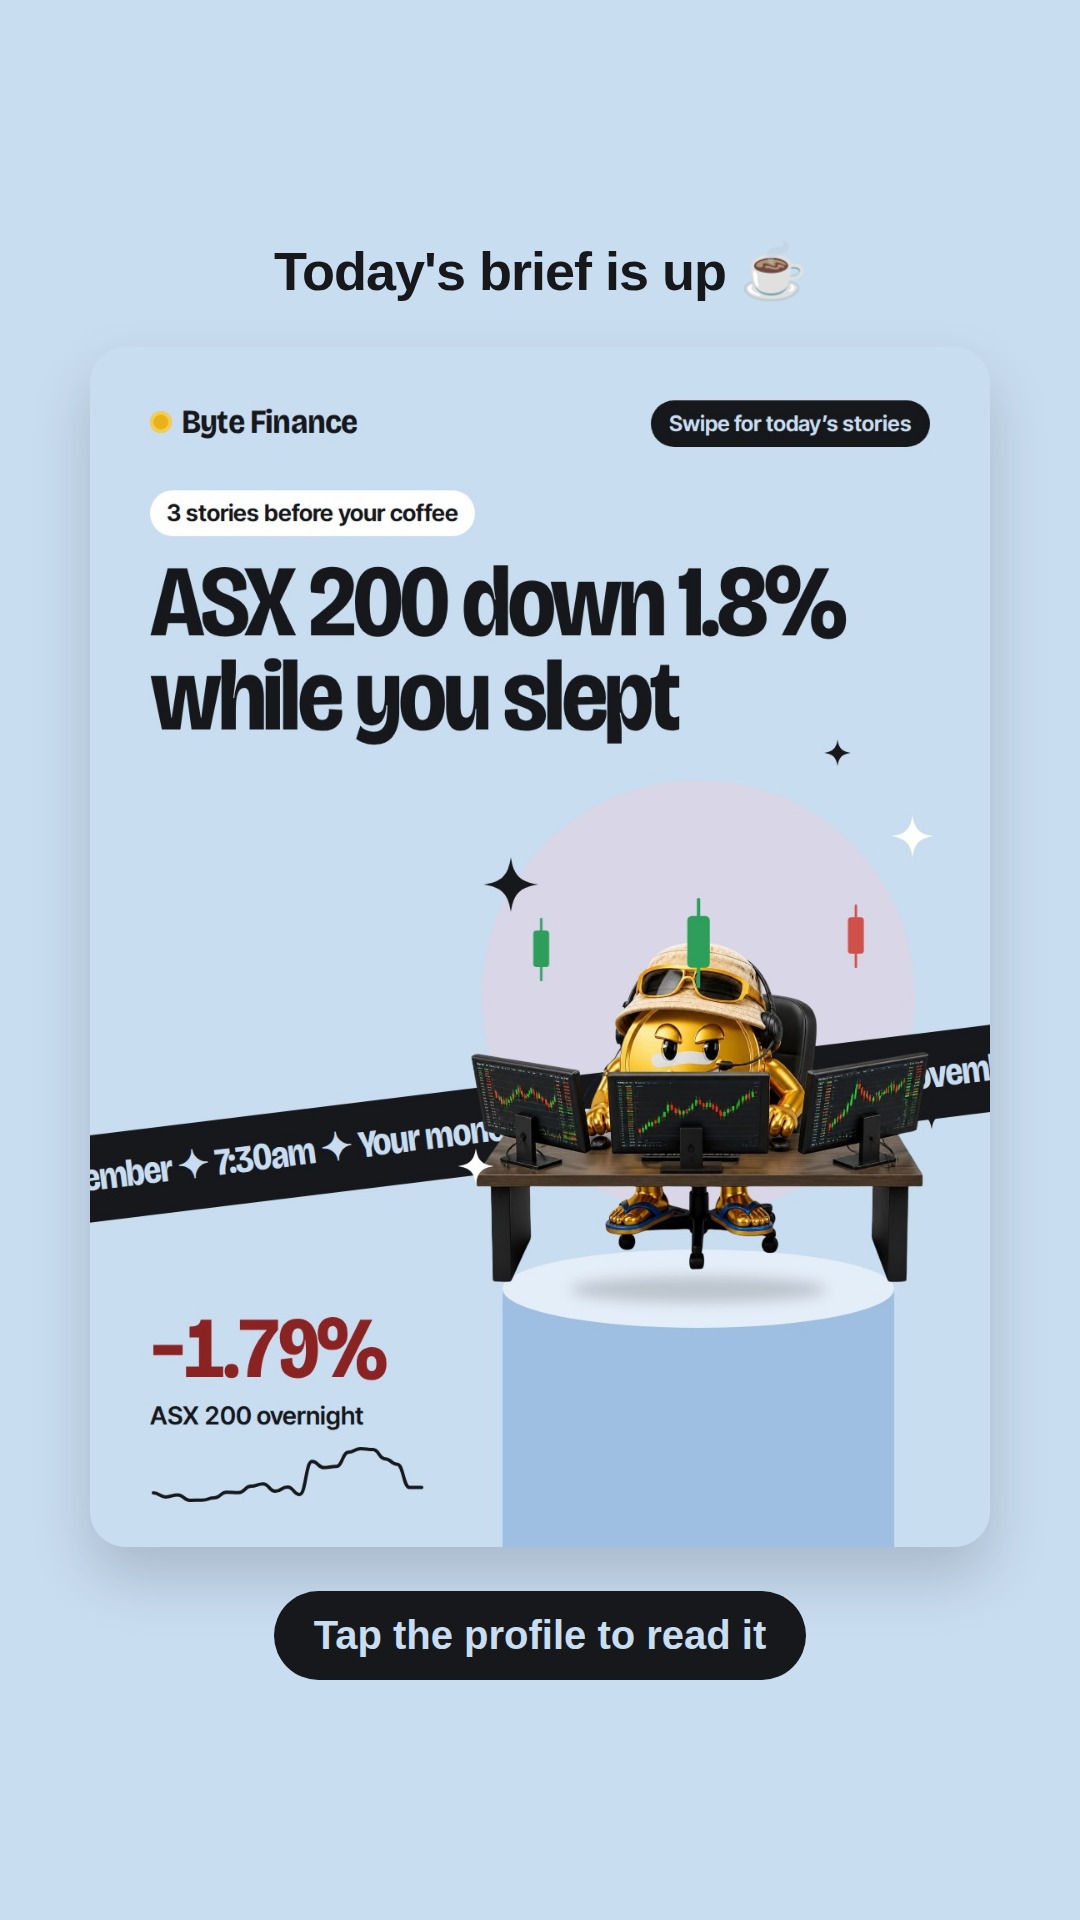 Today's brief is up ☕
Byte Finance
Swipe for today’s stories
3 stories before your coffee
ASX 200 down 1.8%
while you slept
ember ✦ 7:30am ✦ Your mone
ovem
-1.79%
ASX 200 overnight
Tap the profile to read it